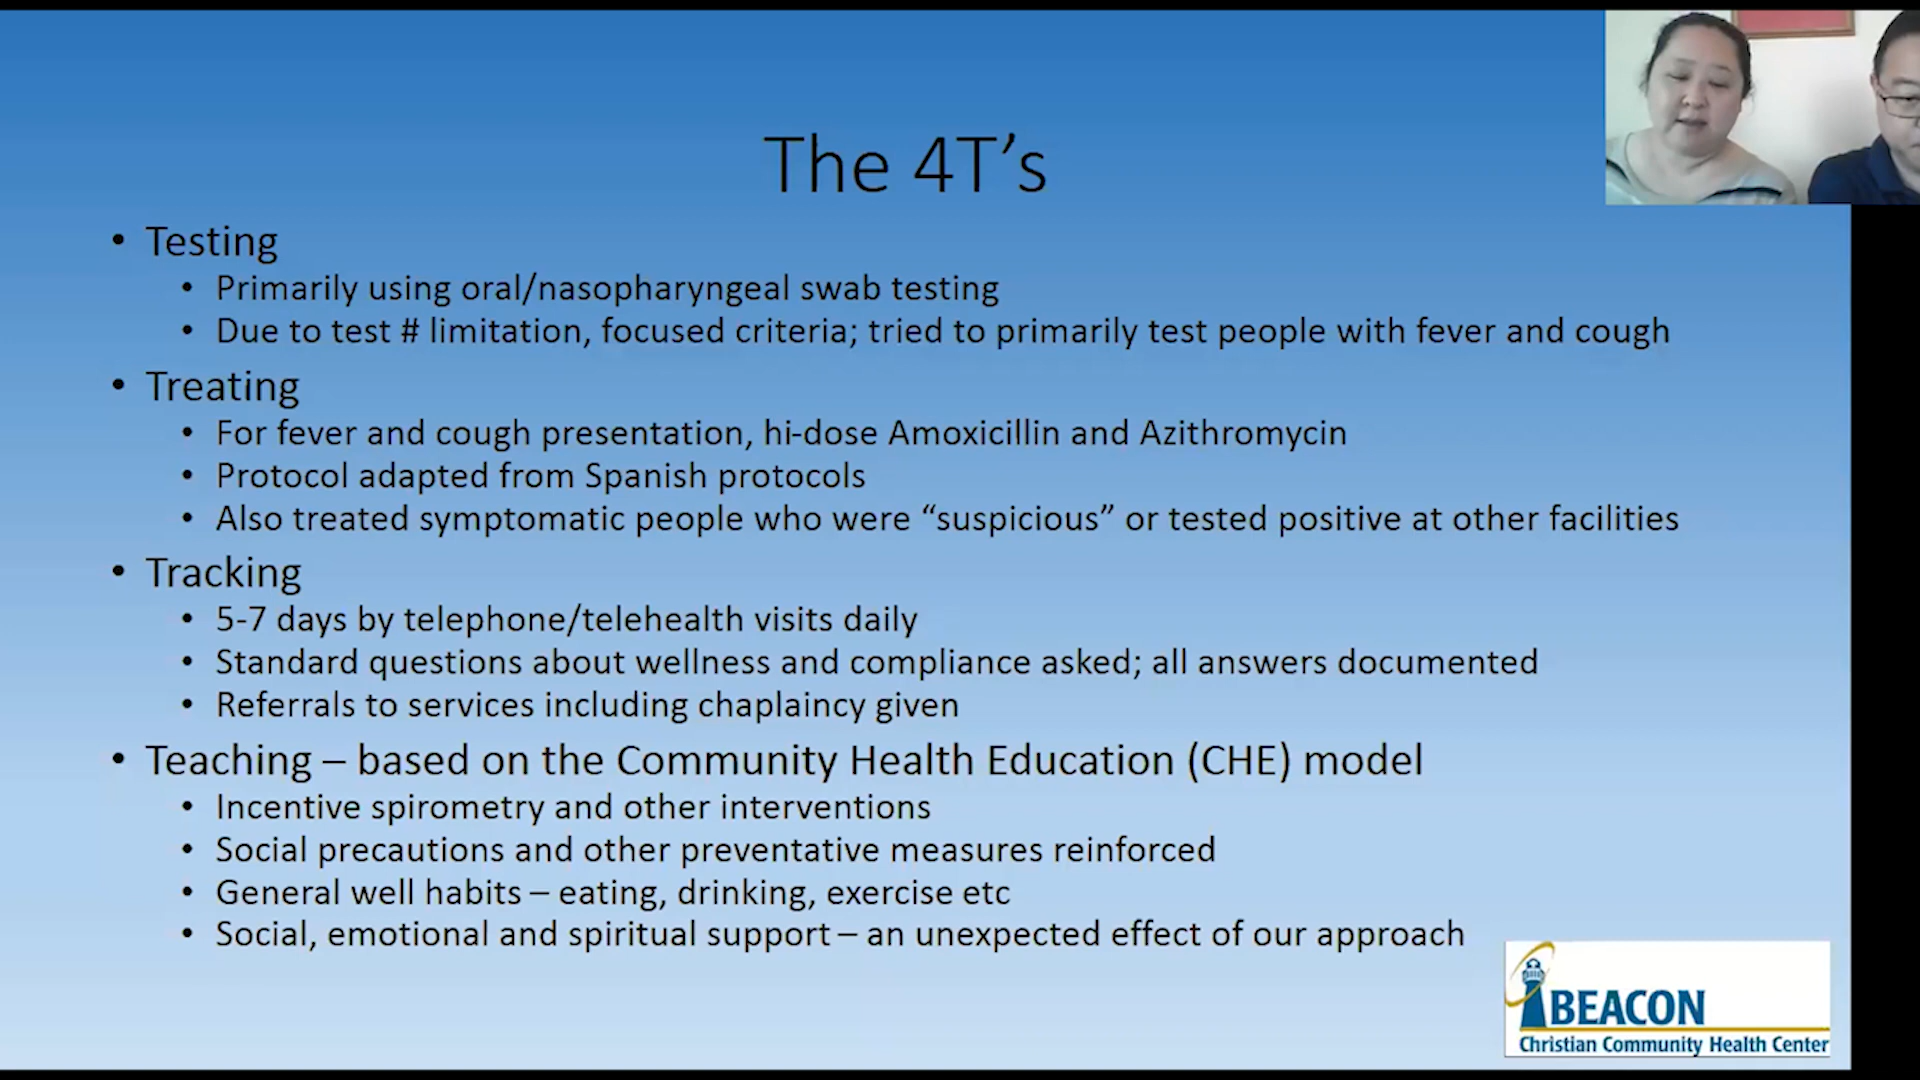 The 4T’s
• Testing
• Primarily using oral/nasopharyngeal swab testing
• Due to test # limitation, focused criteria; tried to primarily test people with fever and cough
• Treating
• For fever and cough presentation, hi-dose Amoxicillin and Azithromycin
• Protocol adapted from Spanish protocols
• Also treated symptomatic people who were “suspicious” or tested positive at other facilities
• Tracking
• 5-7 days by telephone/telehealth visits daily
• Standard questions about wellness and compliance asked; all answers documented
• Referrals to services including chaplaincy given
• Teaching – based on the Community Health Education (CHE) model
• Incentive spirometry and other interventions
• Social precautions and other preventative measures reinforced
• General well habits – eating, drinking, exercise etc
• Social, emotional and spiritual support – an unexpected effect of our approach
BEACON
Christian Community Health Center